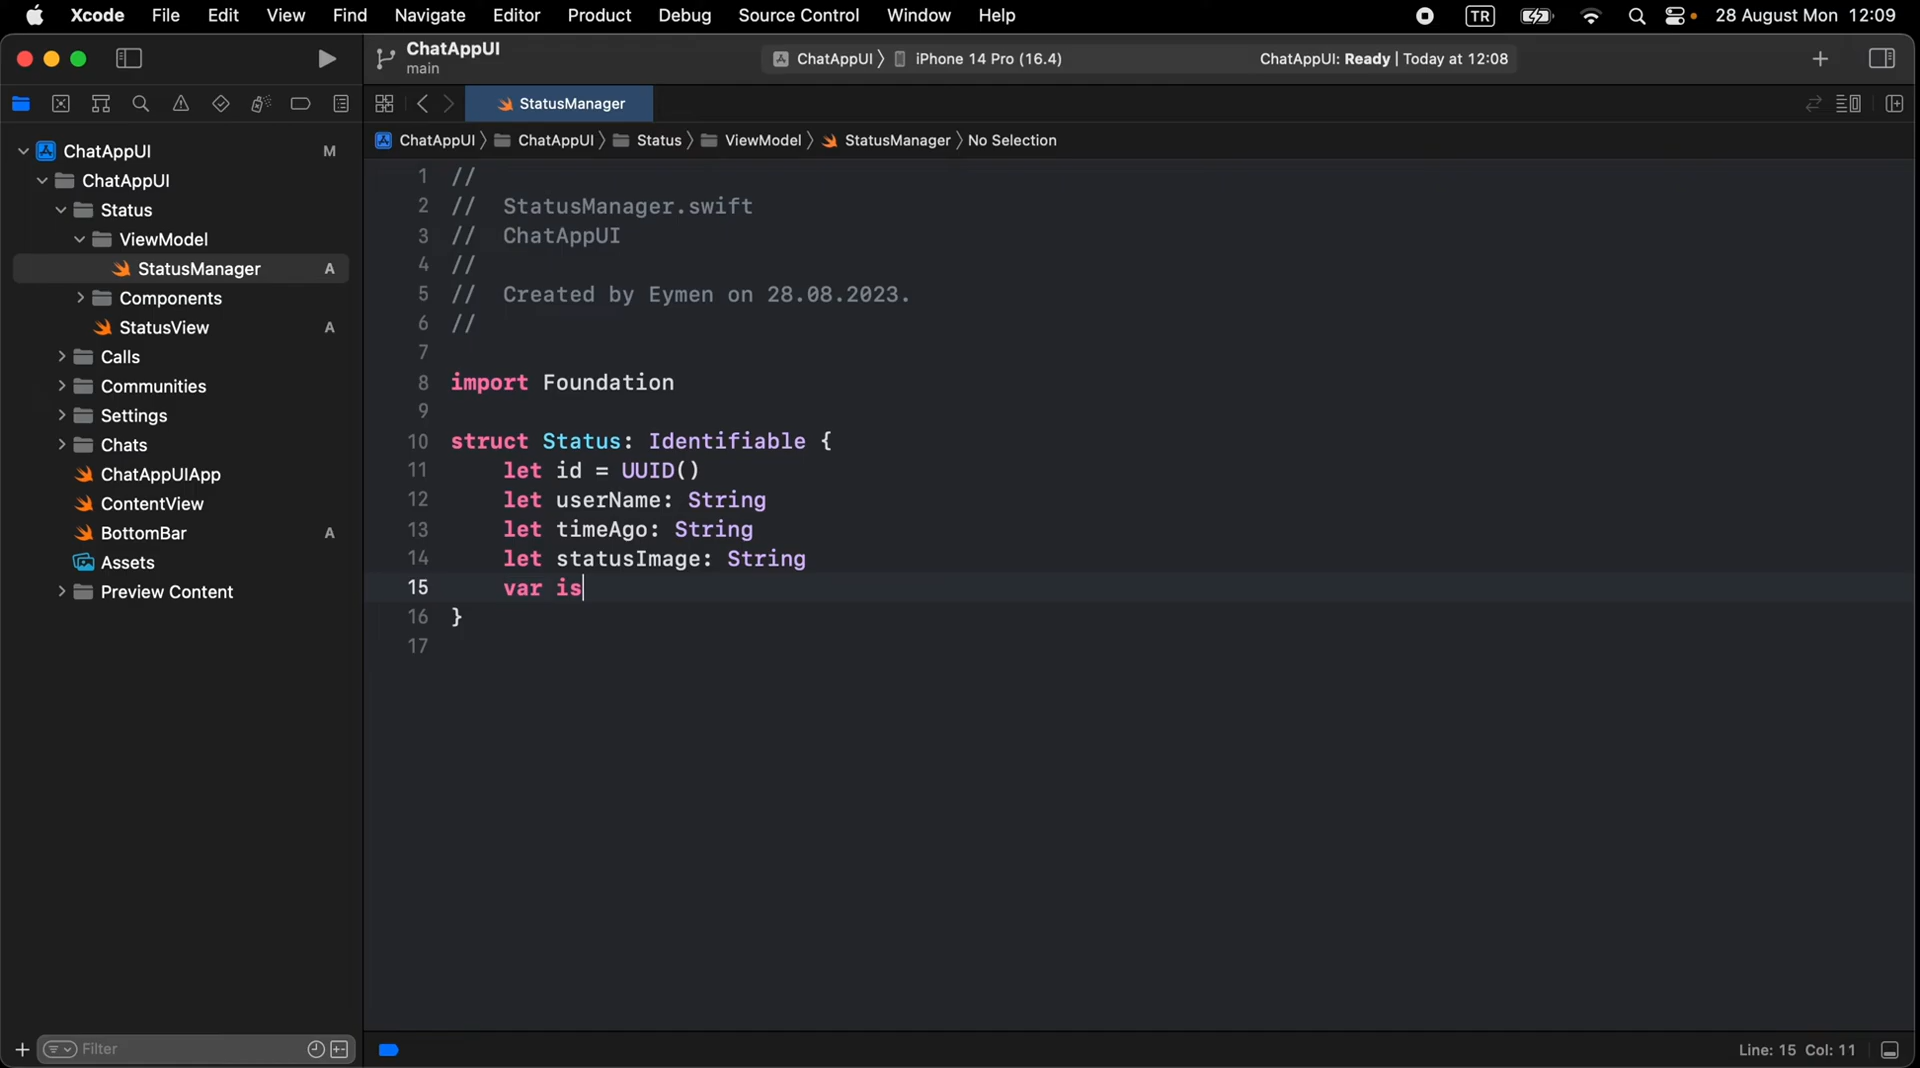 Xcode File Edit View Find Navigate Editor Product Debug Source Control Window Help TR 28 August Mon 12:09
ChatAppUI
main
ChatAppUI 〉 iPhone 14 Pro (16.4)
ChatAppUI: Ready | Today at 12:08
StatusManager
ChatAppUI 〉 ChatAppUI 〉 Status 〉 ViewModel 〉 StatusManager 〉 No Selection
ChatAppUI M
ChatAppUI
Status
ViewModel
StatusManager A
Components
StatusView A
Calls
Communities
Settings
Chats
ChatAppUIApp
ContentView
BottomBar A
Assets
Preview Content
Filter
1 //
2 // StatusManager.swift
3 // ChatAppUI
4 //
5 // Created by Eymen on 28.08.2023.
6 //
7
8 import Foundation
9
10 struct Status: Identifiable {
11 let id = UUID()
12 let userName: String
13 let timeAgo: String
14 let statusImage: String
15 var is
16 }
17
Line: 15 Col: 11